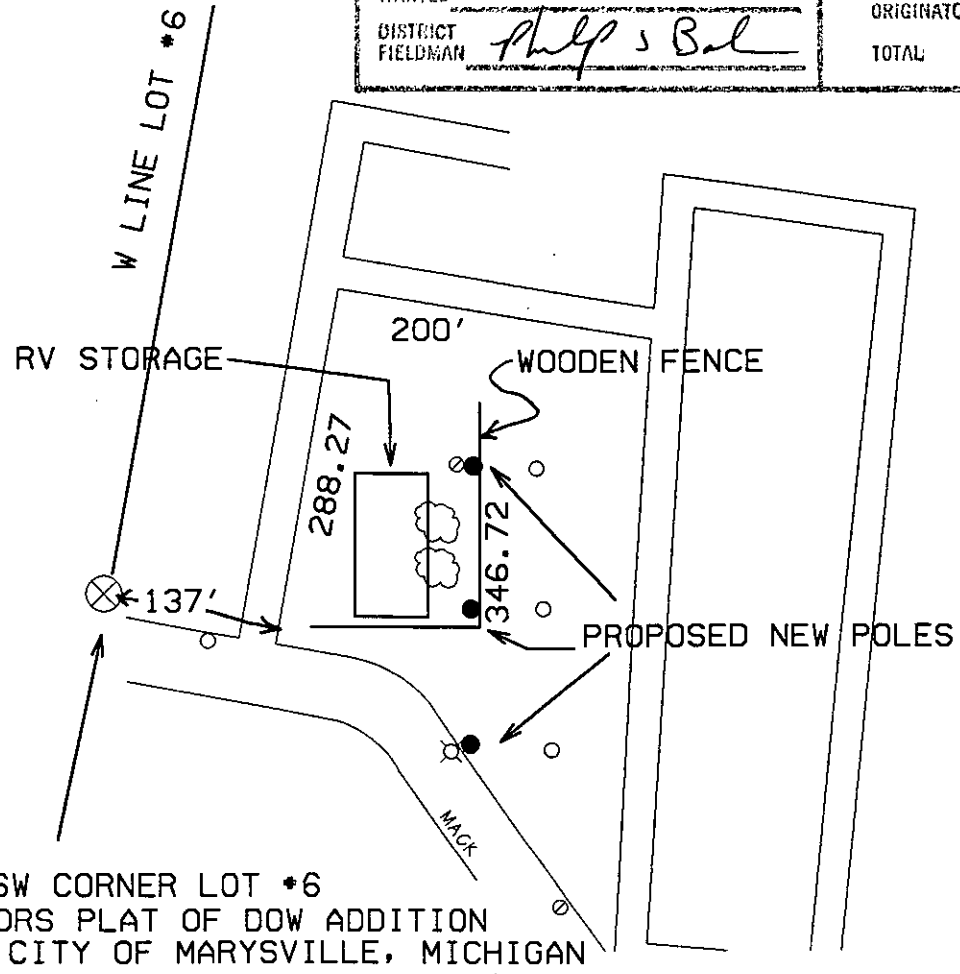 ORIGINATO
DISTRICT
FIELDMAN
TOTAL
W LINE LOT #6
200'
RV STORAGE
WOODEN FENCE
288.27
346.72
137'
PROPOSED NEW POLES
MACK
SW CORNER LOT #6
ORS PLAT OF DOW ADDITION
CITY OF MARYSVILLE, MICHIGAN